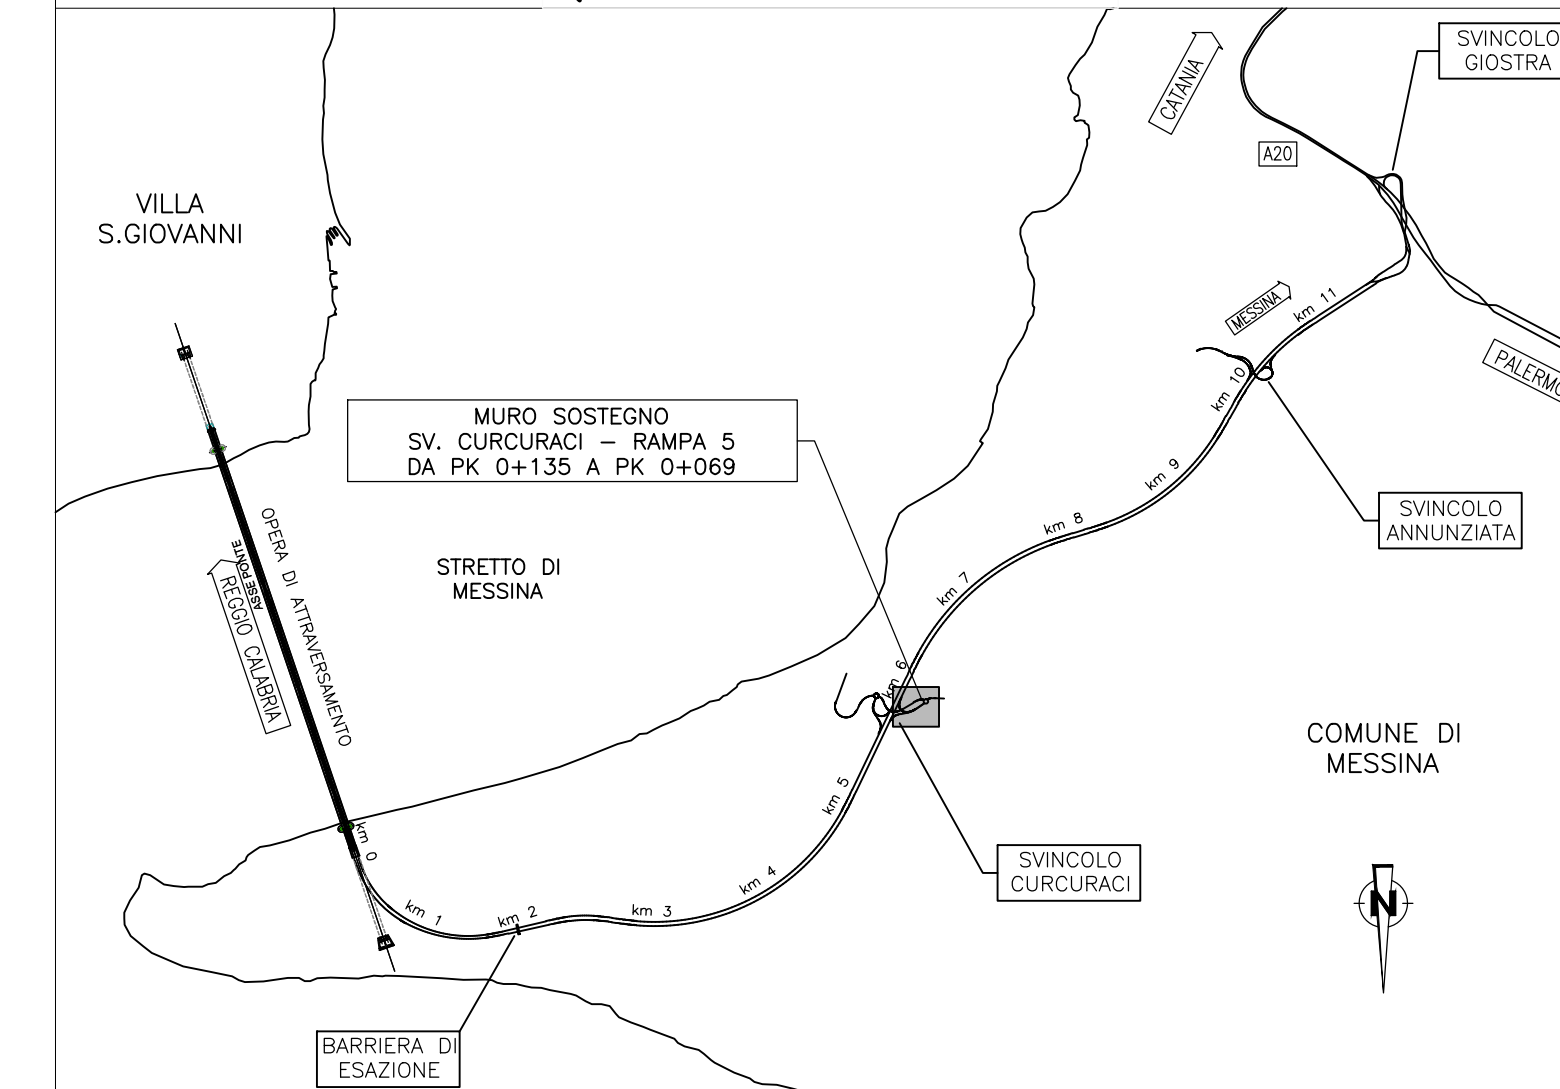 SVINCOLO
GIOSTRA
CATANIA
A20
VILLA
S.GIOVANNI
MESSINA
km 11
PALERMO
km 10
MURO SOSTEGNO
SV. CURCURACI – RAMPA 5
DA PK 0+135 A PK 0+069
km 9
SVINCOLO
ANNUNZIATA
km 8
OPERA DI ATTRAVERSAMENTO
ASSE PONTE
REGGIO CALABRIA
STRETTO DI
MESSINA
km 7
km 6
COMUNE DI
MESSINA
km 5
km 0
SVINCOLO
CURCURACI
km 4
km 3
km 2
km 1
N
BARRIERA DI
ESAZIONE